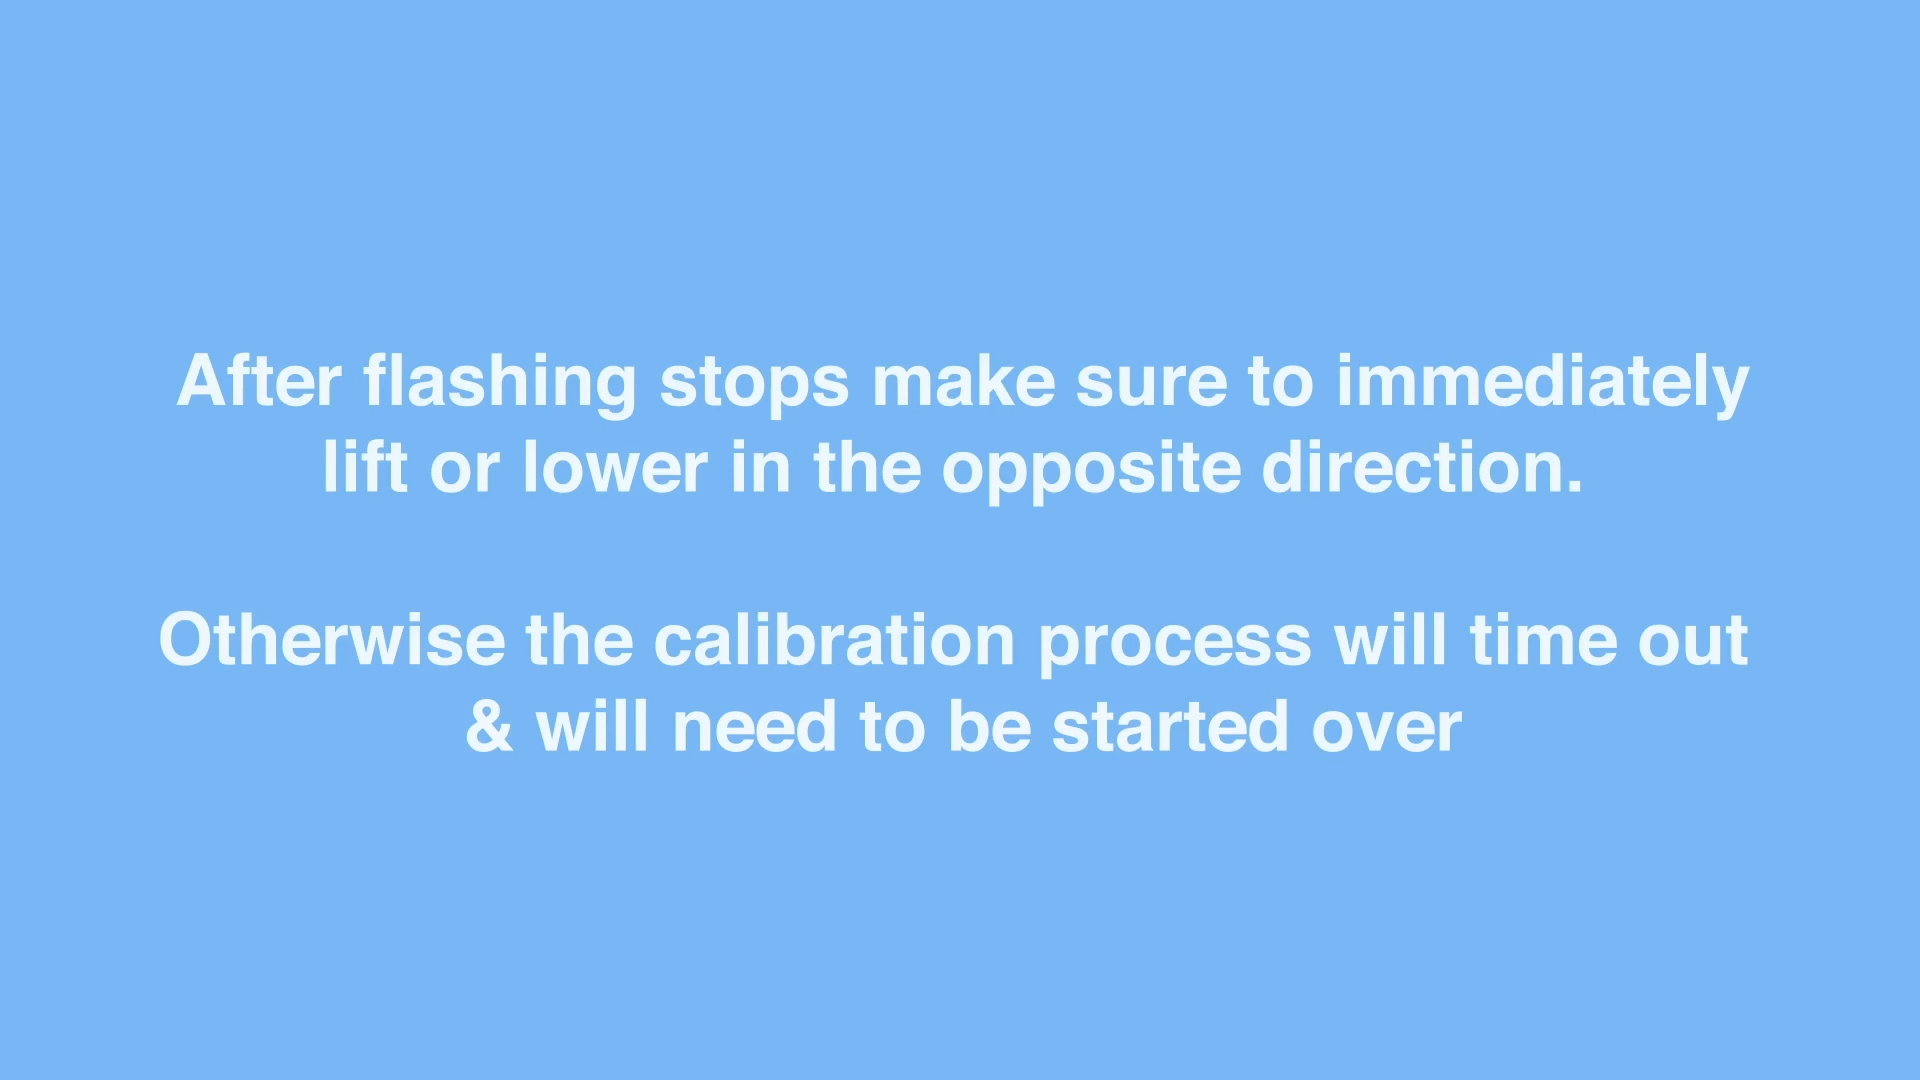 After flashing stops make sure to immediately
lift or lower in the opposite direction.
Otherwise the calibration process will time out
& will need to be started over